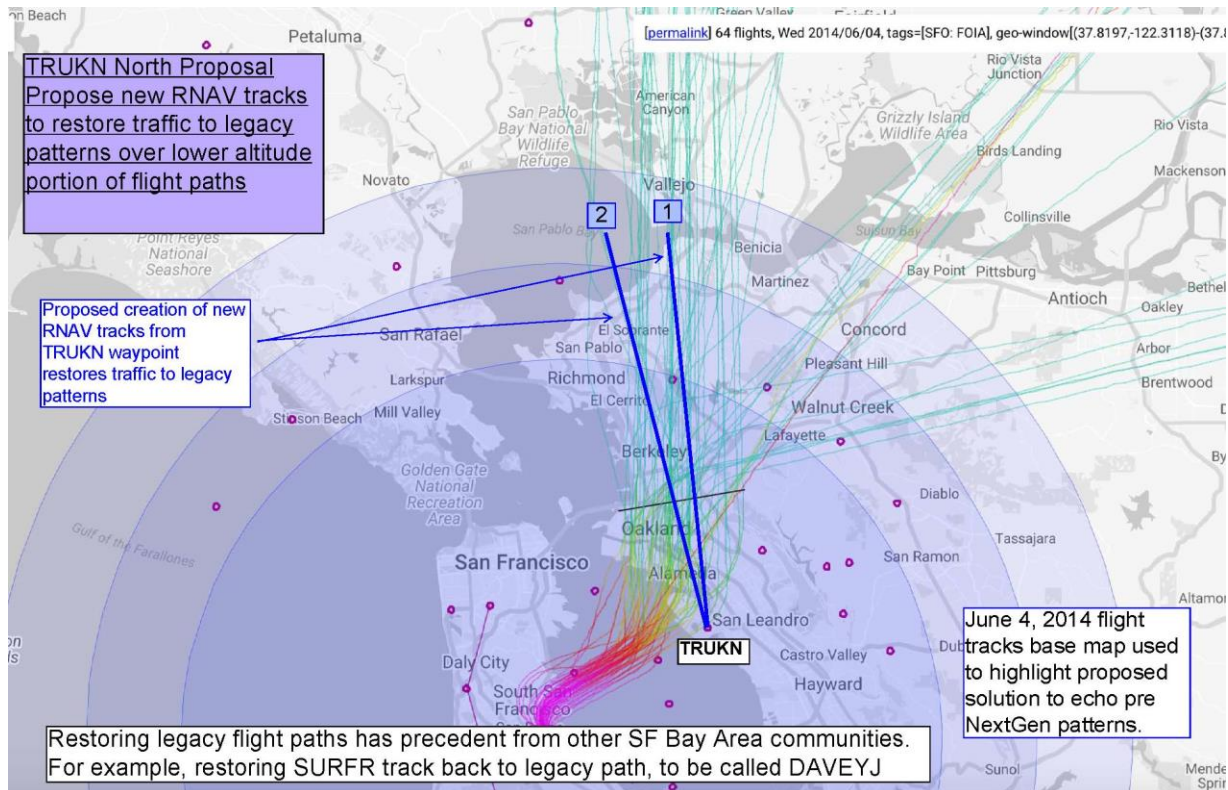 [permalink] 64 flights, Wed 2014/06/04, tags=[SFO: FOIA], geo-window[(37.8197,-122.3118)-(37.8
Petaluma
TRUKN North Proposal
Propose new RNAV tracks
to restore traffic to legacy
patterns over lower altitude
portion of flight paths
Green Valley
Fairfield
Rio Vista
Junction
American
Canyon
San Pablo
Bay National
Wildlife
Refuge
Grizzly Island
Wildlife Area
Rio Vista
Birds Landing
Mackenson
Novato
Vallejo
Collinsville
2
1
San Pablo Bay
Suisun Bay
Point Reyes
National
Seashore
Benicia
Bay Point
Pittsburg
Martinez
Antioch
Bethel
Oakley
Proposed creation of new
RNAV tracks from
TRUKN waypoint
restores traffic to legacy
patterns
San Rafael
El Sobrante
San Pablo
Concord
Arbor
Pleasant Hill
Larkspur
Richmond
Brentwood
El Cerrito
Walnut Creek
Stinson Beach
Mill Valley
Lafayette
Berkeley
Golden Gate
National
Recreation
Area
Diablo
Gulf of the Farallones
Oakland
Tassajara
San Ramon
San Francisco
Alameda
Altamo
San Leandro
TRUKN
Daly City
Castro Valley
Dub
Hayward
June 4, 2014 flight
tracks base map used
to highlight proposed
solution to echo pre
NextGen patterns.
South San
Francisco
Restoring legacy flight paths has precedent from other SF Bay Area communities.
For example, restoring SURFR track back to legacy path, to be called DAVEYJ
Sunol
Mende
Sprin